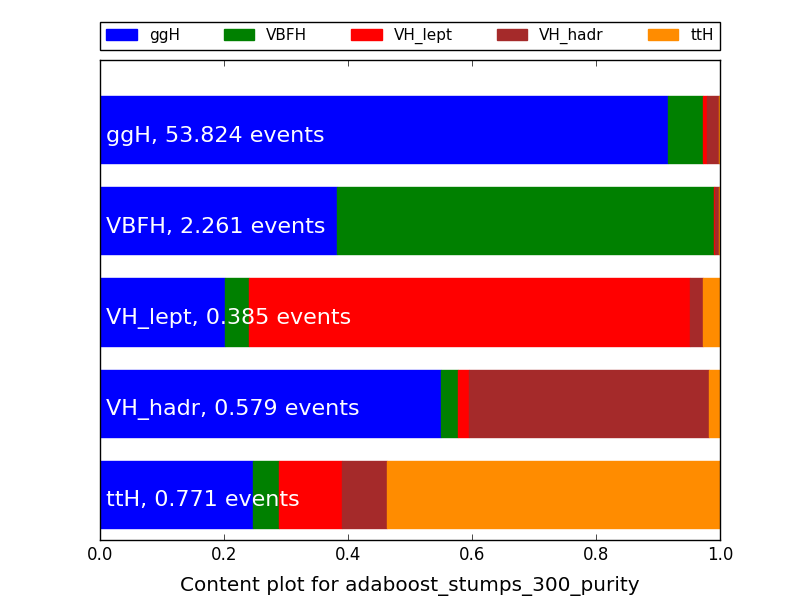 ggH VBFH VH_lept VH_hadr ttH
ggH, 53.824 events
VBFH, 2.261 events
VH_lept, 0.385 events
VH_hadr, 0.579 events
ttH, 0.771 events
0.0 0.2 0.4 0.6 0.8 1.0
Content plot for adaboost_stumps_300_purity